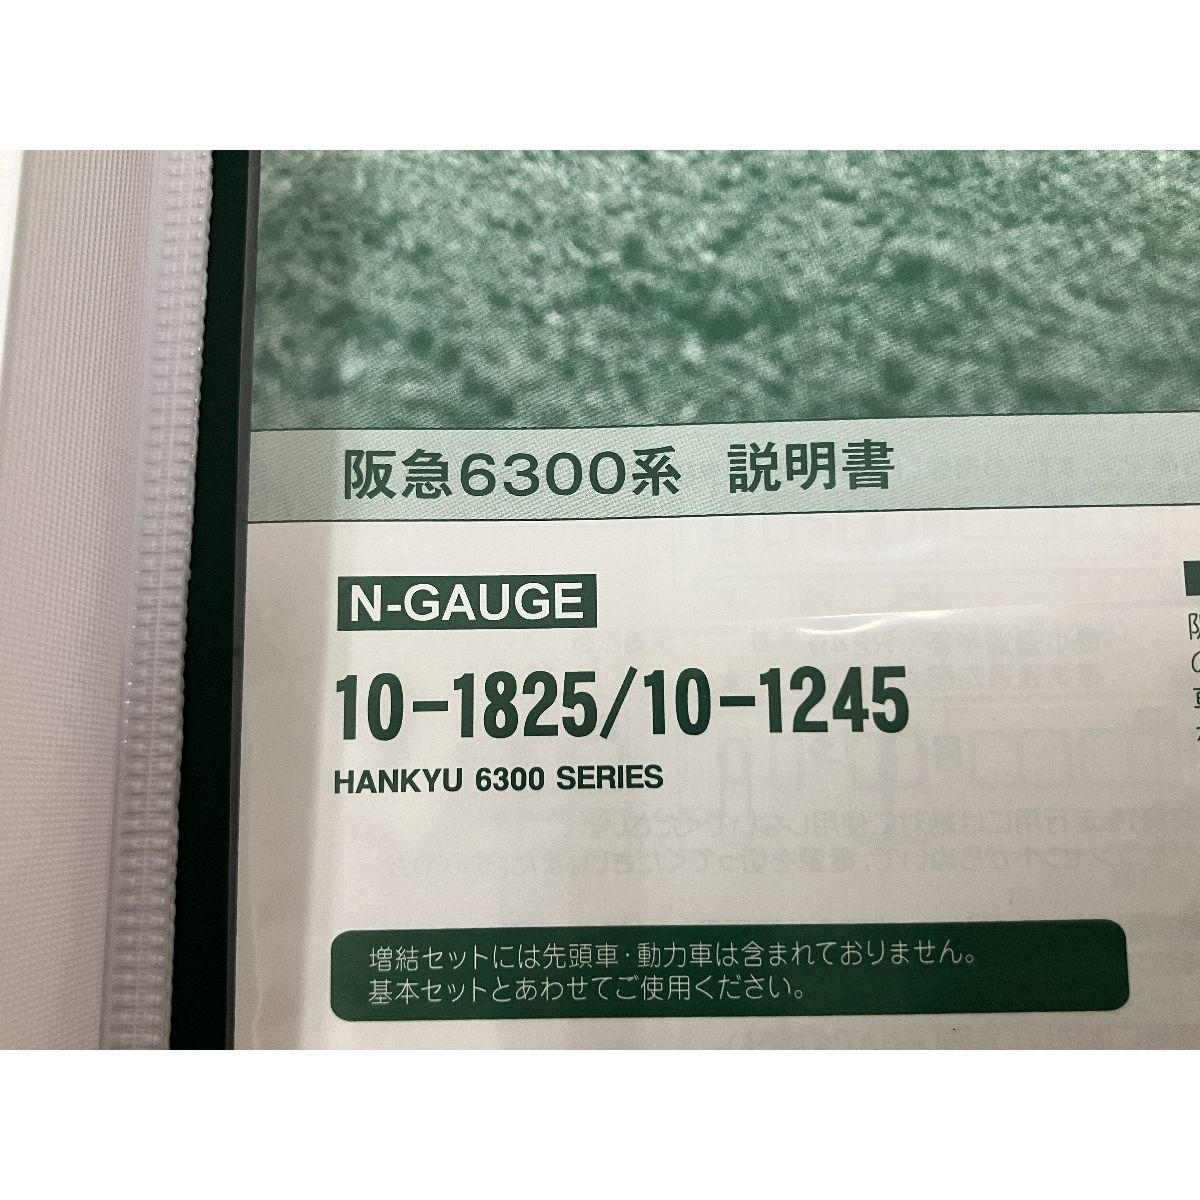 阪急6300系 説明書
N-GAUGE
10-1825/10-1245
HANKYU 6300 SERIES
増結セットには先頭車・動力車は含まれておりません。
基本セットとあわせてご使用ください。